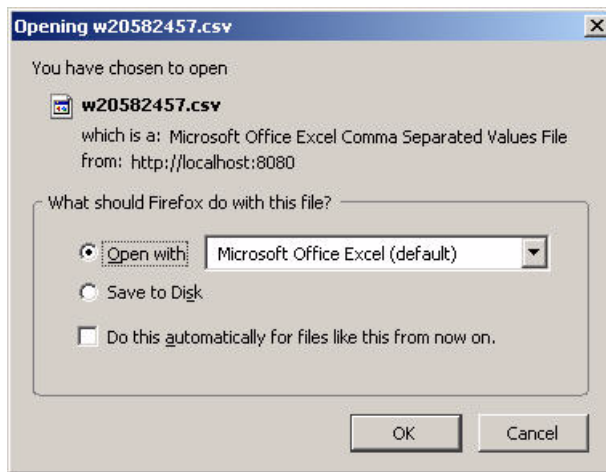 Opening w20582457.csv
You have chosen to open
w20582457.csv
which is a: Microsoft Office Excel Comma Separated Values File
from: http://localhost:8080
What should Firefox do with this file?
Open with Microsoft Office Excel (default)
Save to Disk
Do this automatically for files like this from now on.
OK Cancel